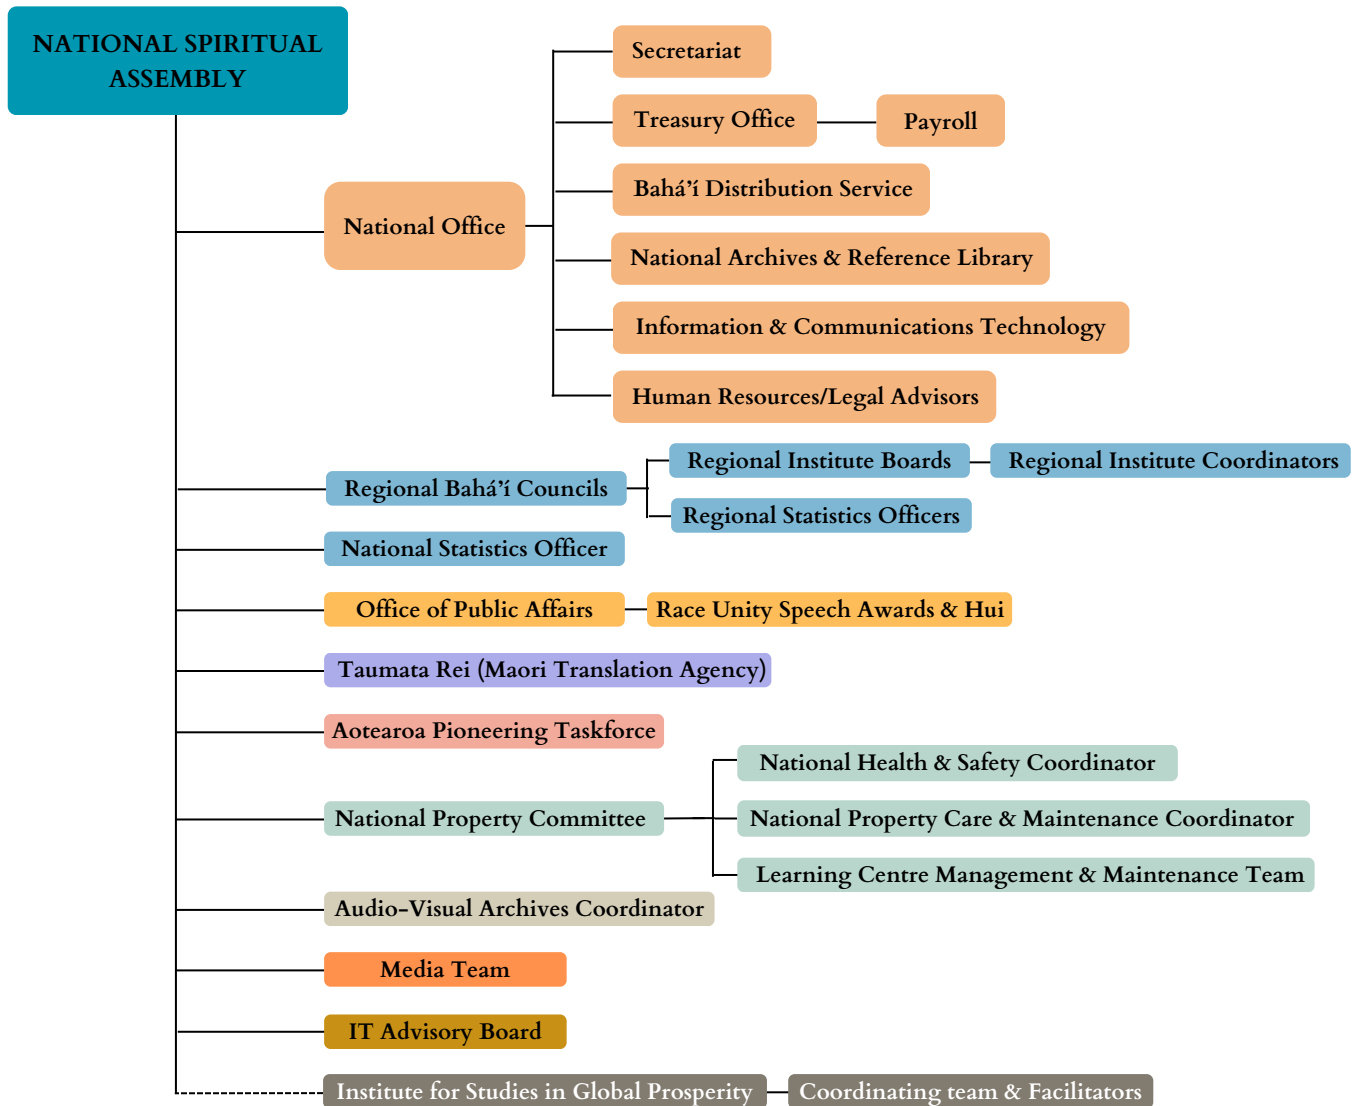 NATIONAL SPIRITUAL
ASSEMBLY
Secretariat
Treasury Office
Payroll
Bahá’í Distribution Service
National Office
National Archives & Reference Library
Information & Communications Technology
Human Resources/Legal Advisors
Regional Bahá’í Councils
Regional Institute Boards
Regional Institute Coordinators
Regional Statistics Officers
National Statistics Officer
Office of Public Affairs
Race Unity Speech Awards & Hui
Taumata Rei (Maori Translation Agency)
Aotearoa Pioneering Taskforce
National Property Committee
National Health & Safety Coordinator
National Property Care & Maintenance Coordinator
Learning Centre Management & Maintenance Team
Audio-Visual Archives Coordinator
Media Team
IT Advisory Board
Institute for Studies in Global Prosperity
Coordinating team & Facilitators